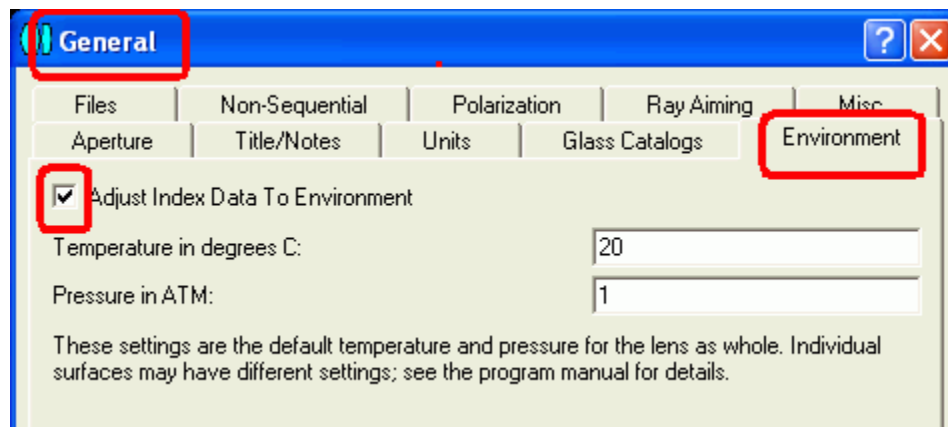 General
Files Non-Sequential Polarization Ray Aiming Misc.
Aperture Title/Notes Units Glass Catalogs Environment
Adjust Index Data To Environment
Temperature in degrees C: 20
Pressure in ATM: 1
These settings are the default temperature and pressure for the lens as whole. Individual
surfaces may have different settings; see the program manual for details.